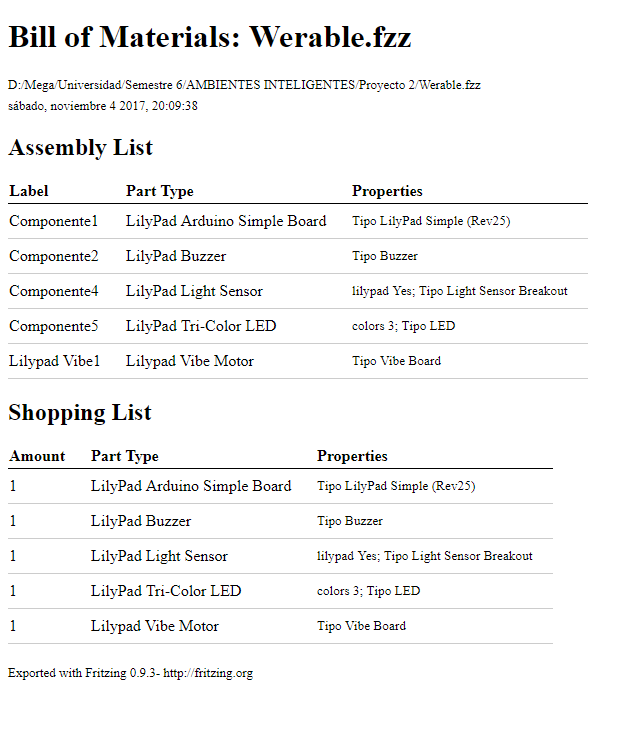 Bill of Materials: Werable.fzz
D:/Mega/Universidad/Semestre 6/AMBIENTES INTELIGENTES/Proyecto 2/Werable.fzz
sábado, noviembre 4 2017, 20:09:38
Assembly List
Label Part Type Properties
Componente1 LilyPad Arduino Simple Board Tipo LilyPad Simple (Rev25)
Componente2 LilyPad Buzzer Tipo Buzzer
Componente4 LilyPad Light Sensor lilypad Yes; Tipo Light Sensor Breakout
Componente5 LilyPad Tri-Color LED colors 3; Tipo LED
Lilypad Vibe1 Lilypad Vibe Motor Tipo Vibe Board
Shopping List
Amount Part Type Properties
1 LilyPad Arduino Simple Board Tipo LilyPad Simple (Rev25)
1 LilyPad Buzzer Tipo Buzzer
1 LilyPad Light Sensor lilypad Yes; Tipo Light Sensor Breakout
1 LilyPad Tri-Color LED colors 3; Tipo LED
1 Lilypad Vibe Motor Tipo Vibe Board
Exported with Fritzing 0.9.3- http://fritzing.org